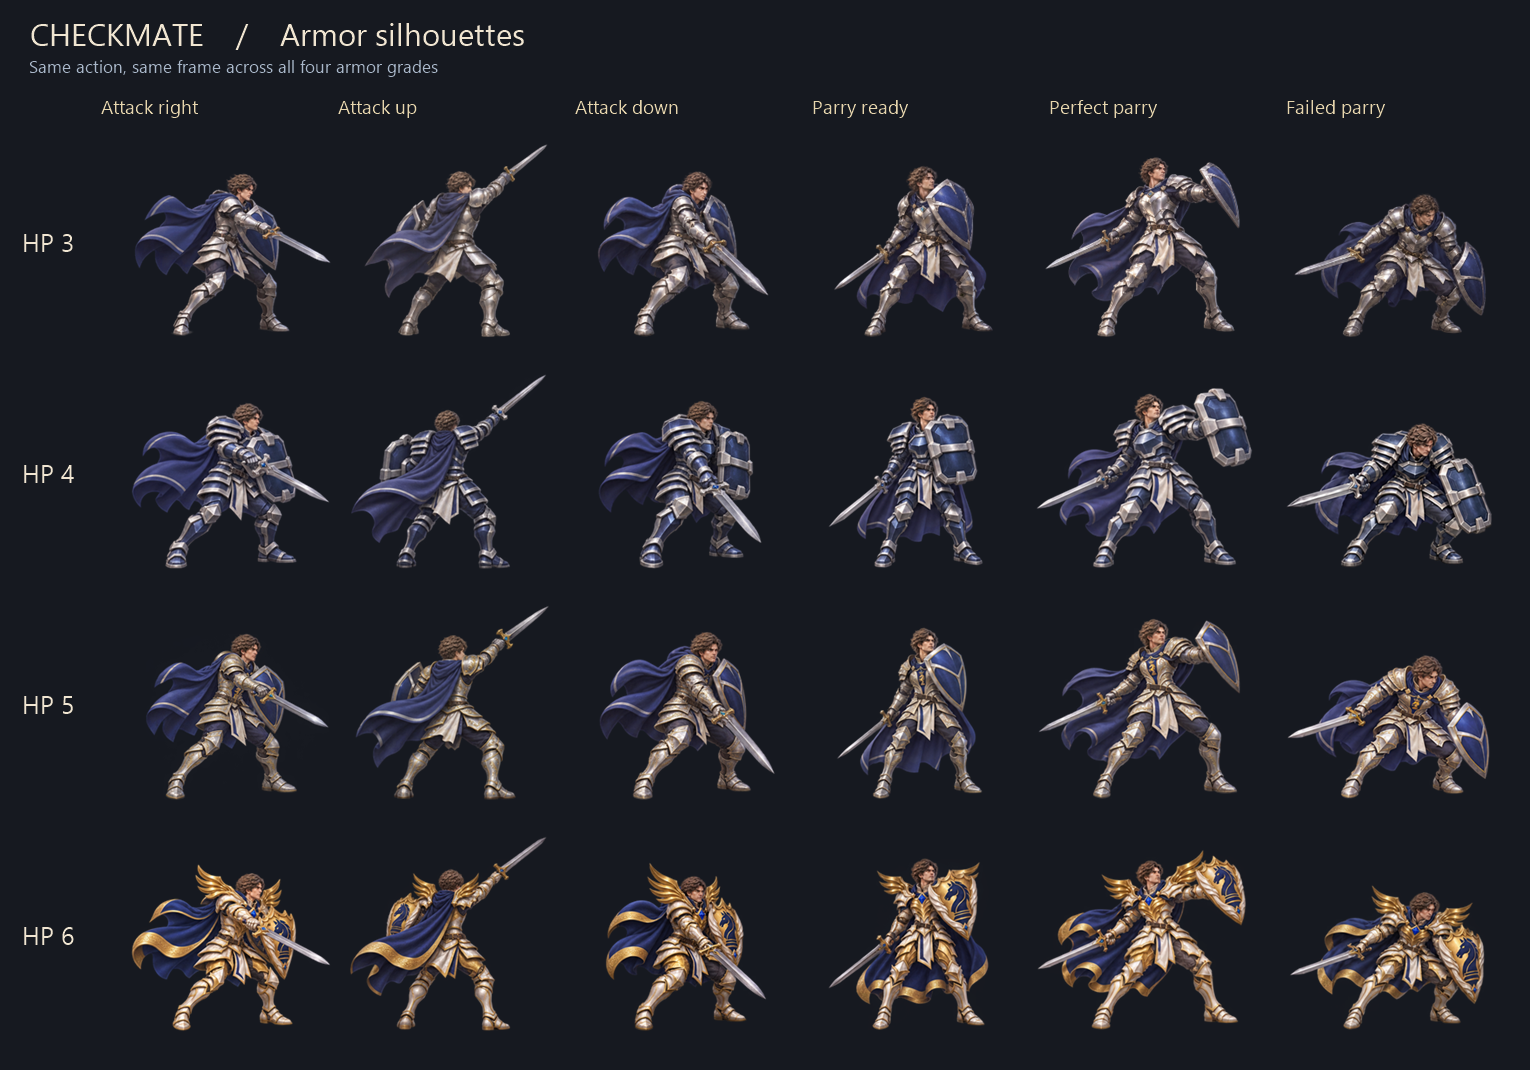 CHECKMATE / Armor silhouettes
Same action, same frame across all four armor grades
Attack right Attack up Attack down Parry ready Perfect parry Failed parry
HP 3
HP 4
HP 5
HP 6